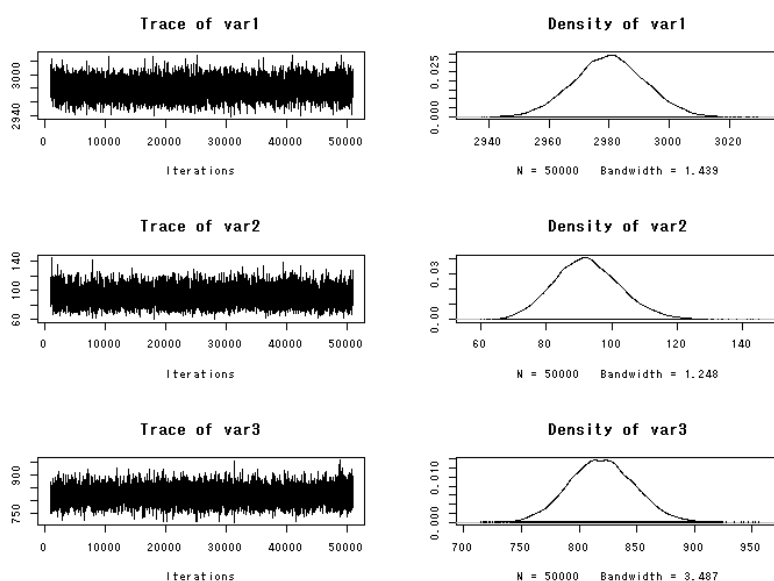 Trace of var1
3000
2940
0 10000 20000 30000 40000 50000
Iterations
Density of var1
0.025
0.000
2940 2960 2980 3000 3020
N = 50000 Bandwidth = 1.439
Trace of var2
140
100
60
0 10000 20000 30000 40000 50000
Iterations
Density of var2
0.03
0.00
60 80 100 120 140
N = 50000 Bandwidth = 1.248
Trace of var3
900
750
0 10000 20000 30000 40000 50000
Iterations
Density of var3
0.010
0.000
700 750 800 850 900 950
N = 50000 Bandwidth = 3.487